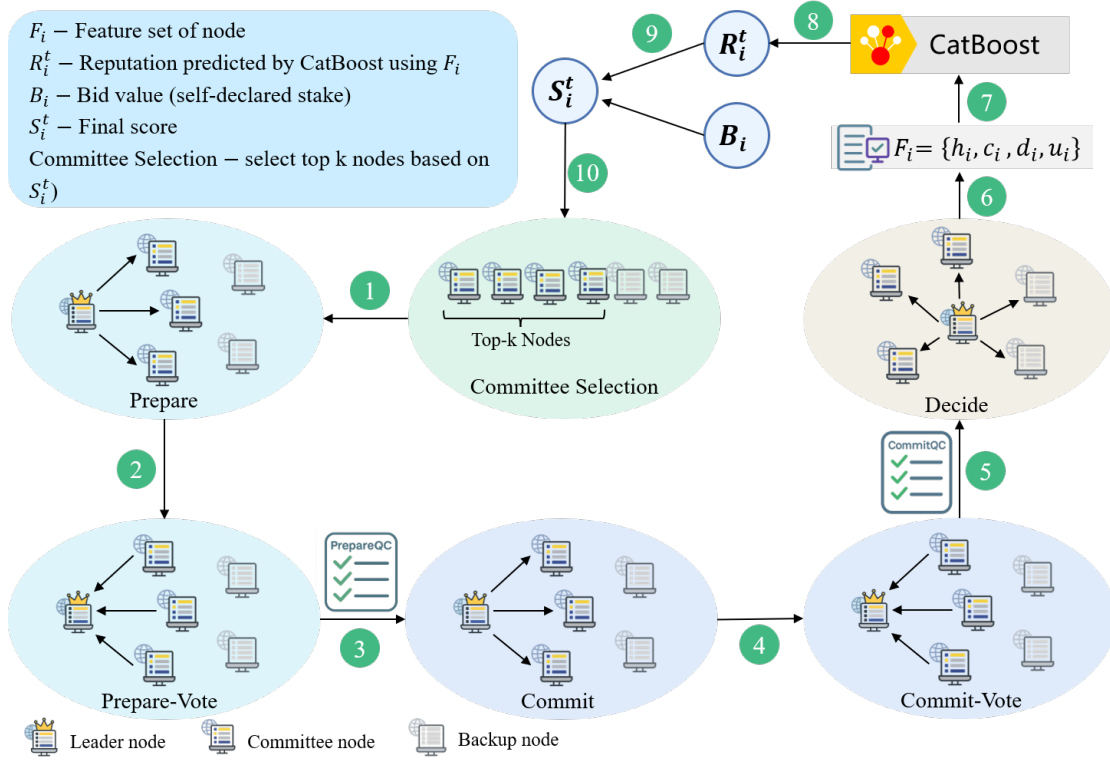 F_i – Feature set of node
R_i^t – Reputation predicted by CatBoost using F_i
B_i – Bid value (self-declared stake)
S_i^t – Final score
Committee Selection – select top k nodes based on
S_i^t)
9
R_i^t
8
CatBoost
S_i^t
B_i
7
F_i = {h_i, c_i, d_i, u_i}
10
6
1
Top-k Nodes
Committee Selection
Prepare
Decide
2
CommitQC
5
PrepareQC
3
4
Prepare-Vote
Commit
Commit-Vote
Leader node
Committee node
Backup node